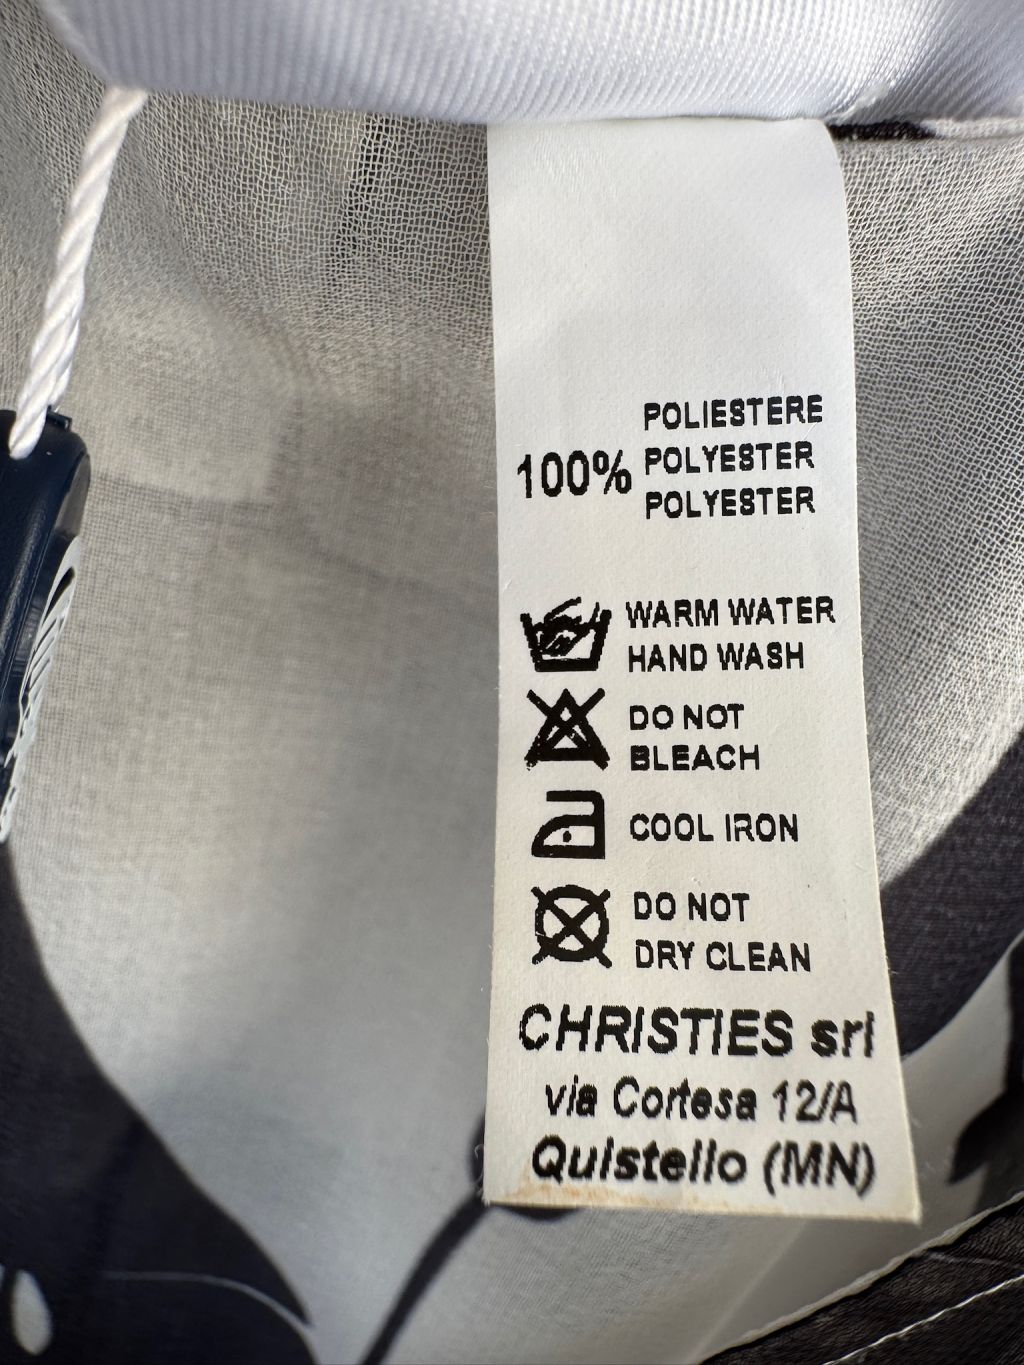 POLIESTERE
100% POLYESTER
POLYESTER
WARM WATER
HAND WASH
DO NOT
BLEACH
COOL IRON
DO NOT
DRY CLEAN
CHRISTIES srl
via Cortesa 12/A
Quistello (MN)